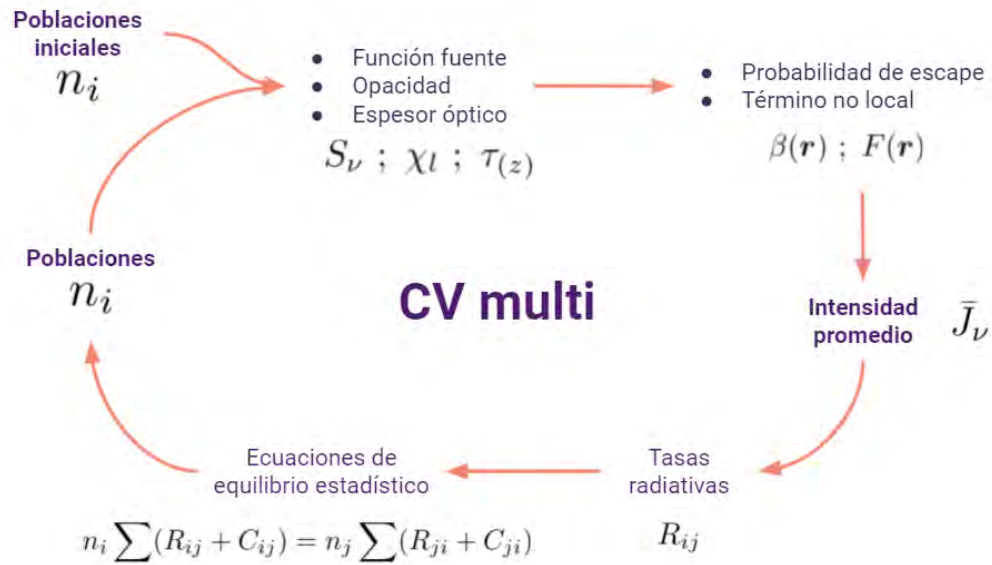 Poblaciones
iniciales
n_i
• Función fuente
• Opacidad
• Espesor óptico
S_ν ; χ_l ; τ_(z)
• Probabilidad de escape
• Término no local
β(r) ; F(r)
Poblaciones
n_i
CV multi
Intensidad
promedio
J̄_ν
Ecuaciones de
equilibrio estadístico
n_i ∑(R_ij + C_ij) = n_j ∑(R_ji + C_ji)
Tasas
radiativas
R_ij